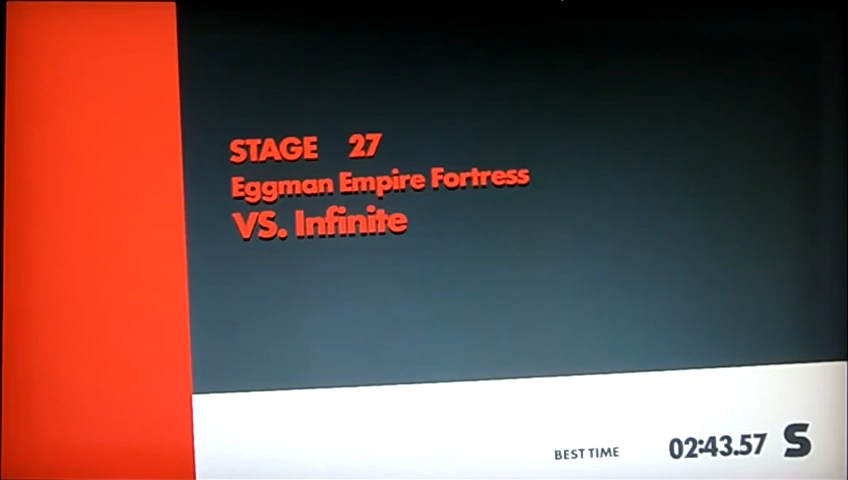 STAGE 27
Eggman Empire Fortress
VS. Infinite
BEST TIME 02:43.57 S